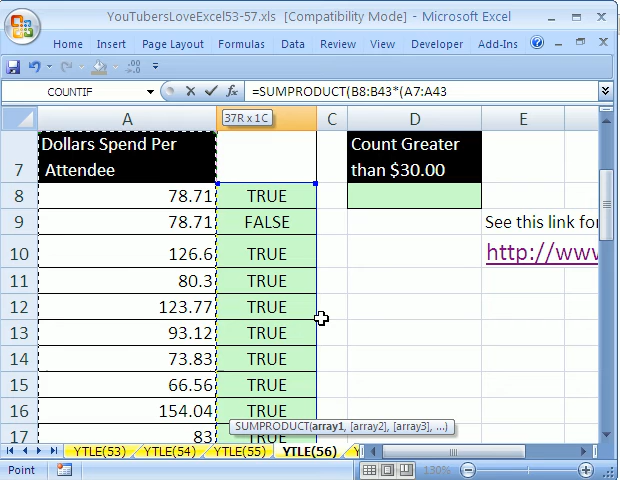 YouTubersLoveExcel53-57.xls [Compatibility Mode] - Microsoft Excel
Home Insert Page Layout Formulas Data Review View Developer Add-Ins
COUNTIF fx =SUMPRODUCT(B8:B43*(A7:A43
37R x 1C
A C D E
7 Dollars Spend Per Attendee Count Greater than $30.00
8 78.71 TRUE
9 78.71 FALSE See this link for
10 126.6 TRUE http://www
11 80.3 TRUE
12 123.77 TRUE
13 93.12 TRUE
14 73.83 TRUE
15 66.56 TRUE
16 154.04 TRUE
SUMPRODUCT(array1, [array2], [array3], ...)
17 83 TRUE
YTLE(53) YTLE(54) YTLE(55) YTLE(56)
Point 130%